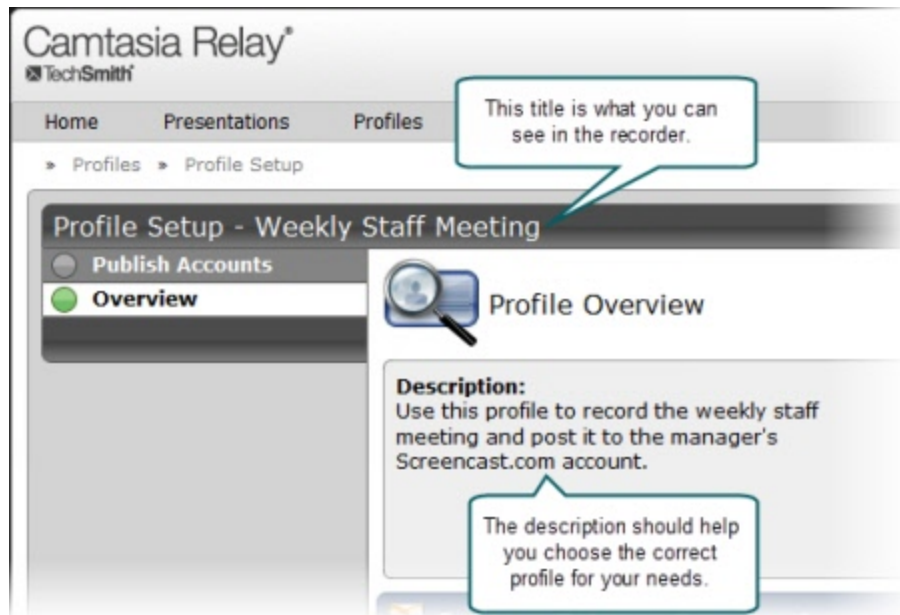 Camtasia Relay®
TechSmith®
Home Presentations Profiles
This title is what you can
see in the recorder.
» Profiles » Profile Setup
Profile Setup - Weekly Staff Meeting
Publish Accounts
Overview
Profile Overview
Description:
Use this profile to record the weekly staff
meeting and post it to the manager's
Screencast.com account.
The description should help
you choose the correct
profile for your needs.